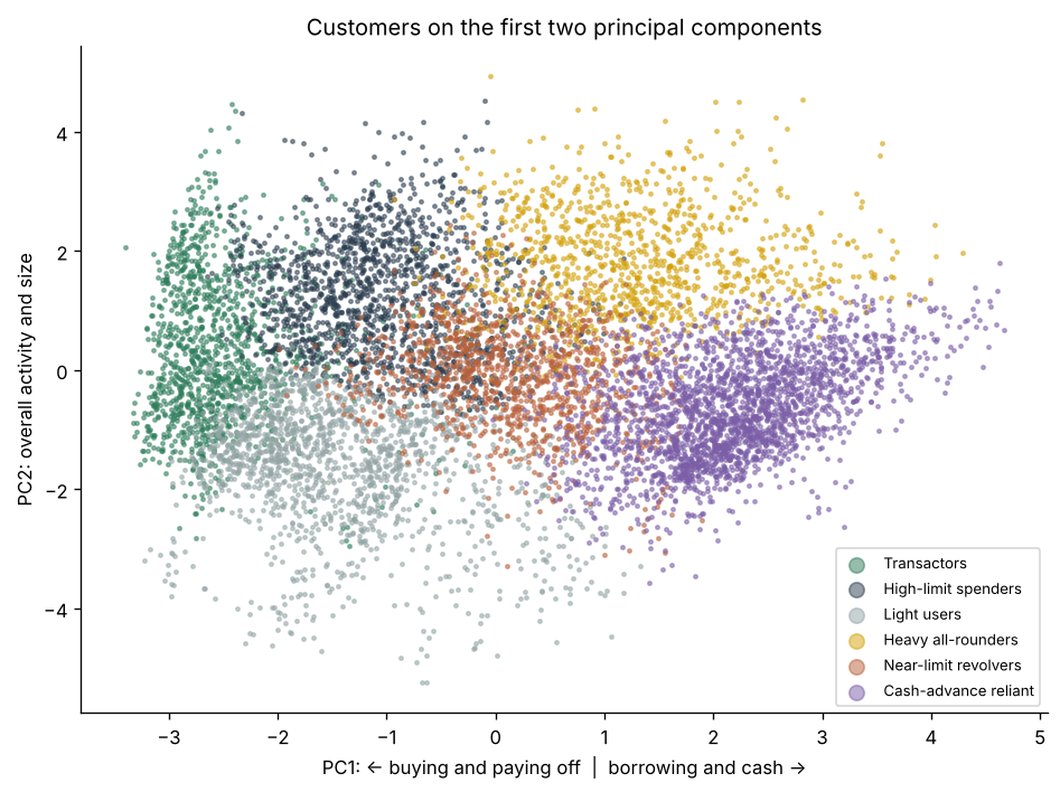 Customers on the first two principal components
PC2: overall activity and size
4
2
0
−2
−4
−3
−2
−1
0
1
2
3
4
5
PC1: ← buying and paying off | borrowing and cash →
Transactors
High-limit spenders
Light users
Heavy all-rounders
Near-limit revolvers
Cash-advance reliant